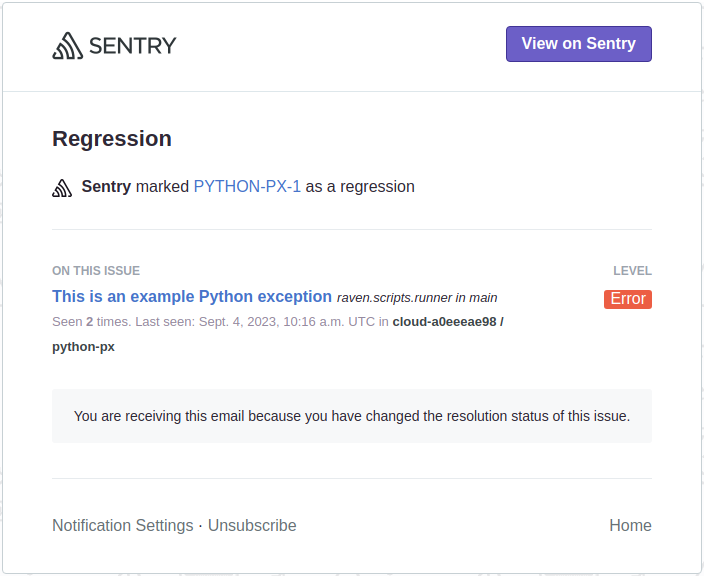 SENTRY
View on Sentry
Regression
Sentry marked PYTHON-PX-1 as a regression
ON THIS ISSUE
LEVEL
This is an example Python exception raven.scripts.runner in main
Error
Seen 2 times. Last seen: Sept. 4, 2023, 10:16 a.m. UTC in cloud-a0eeeae98 /
python-px
You are receiving this email because you have changed the resolution status of this issue.
Notification Settings · Unsubscribe
Home